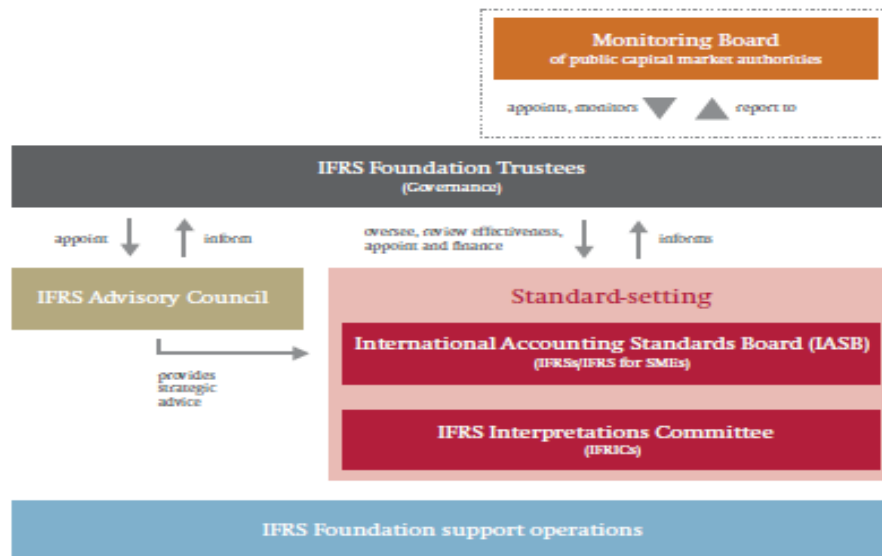 Monitoring Board
of public capital market authorities
appoints, monitors
report to
IFRS Foundation Trustees
(Governance)
appoint
inform
oversee, review effectiveness,
appoint and finance
informs
IFRS Advisory Council
Standard-setting
International Accounting Standards Board (IASB)
(IFRSs/IFRS for SMEs)
provides
strategic
advice
IFRS Interpretations Committee
(IFRICs)
IFRS Foundation support operations